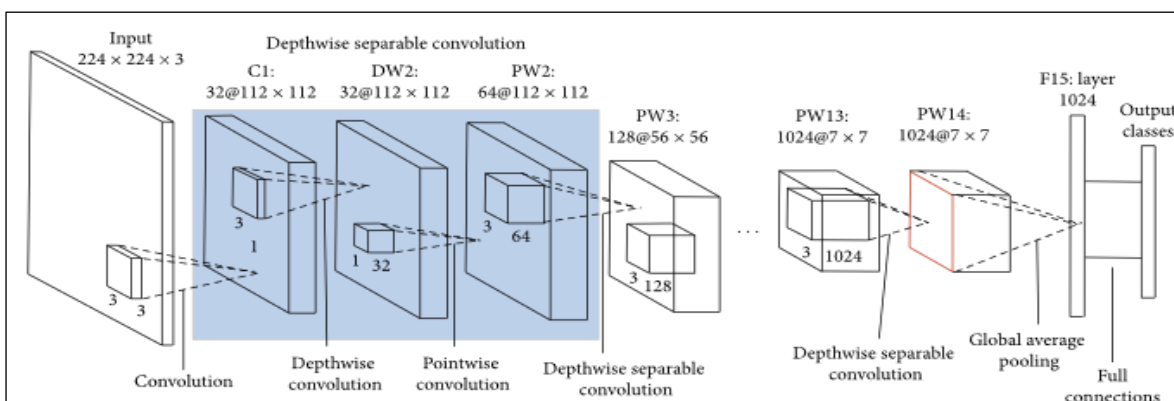 Input
224 × 224 × 3
Depthwise separable convolution
C1:
32@112 × 112
DW2:
32@112 × 112
PW2:
64@112 × 112
PW3:
128@56 × 56
PW13:
1024@7 × 7
PW14:
1024@7 × 7
F15: layer
1024
Output
classes
3
3
3
1
1
32
3
64
3
128
...
3
1024
Convolution
Depthwise
convolution
Pointwise
convolution
Depthwise separable
convolution
Depthwise separable
convolution
Global average
pooling
Full
connections